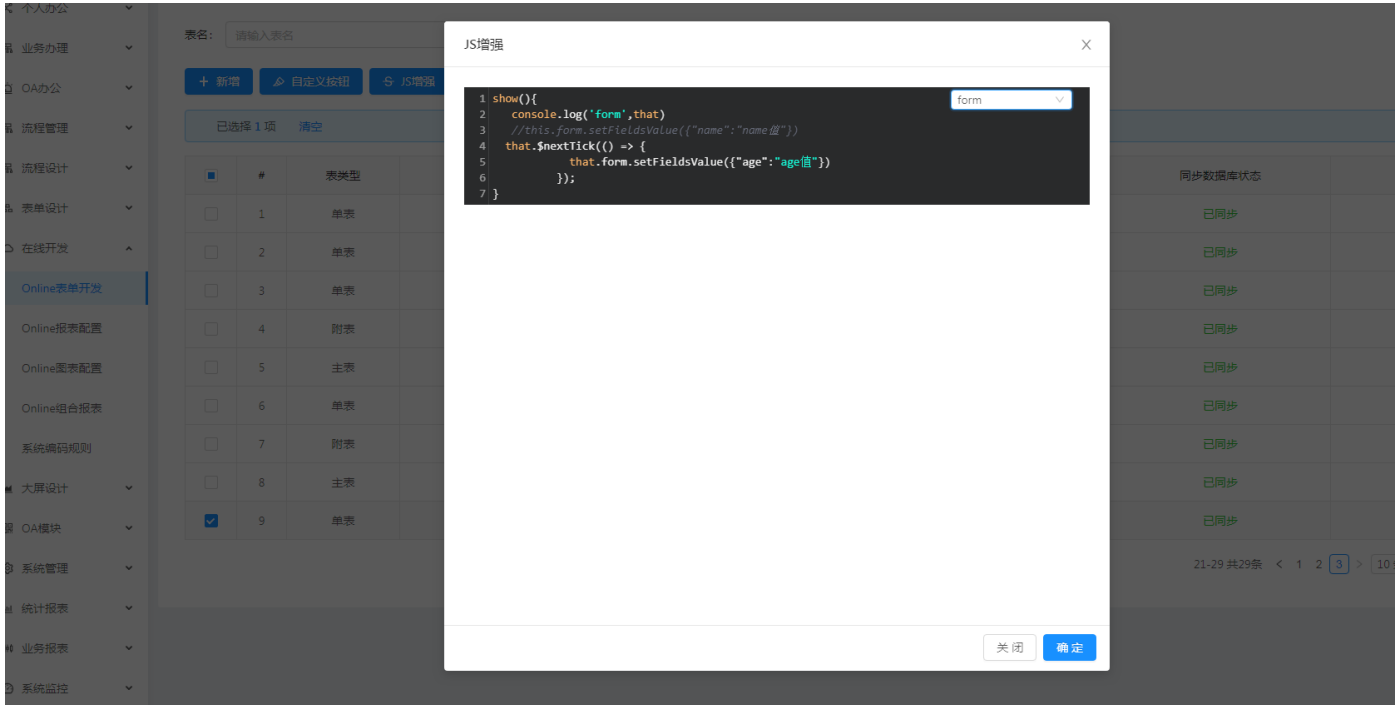 个人办公
业务办理
OA办公
流程管理
流程设计
表单设计
在线开发
Online表单开发
Online报表配置
Online图表配置
Online组合报表
系统编码规则
大屏设计
OA模块
系统管理
统计报表
业务报表
系统监控
表名: 请输入表名
+ 新增 自定义按钮 JS增强
已选择 1 项 清空
# 表类型 同步数据库状态
1 单表 已同步
2 单表 已同步
3 单表 已同步
4 附表 已同步
5 主表 已同步
6 单表 已同步
7 附表 已同步
8 主表 已同步
9 单表 已同步
21-29 共29条 < 1 2 3 > 10
JS增强
form
1 show(){
2 console.log('form',that)
3 //this.form.setFieldsValue({"name":"name值"})
4 that.$nextTick(() => {
5 that.form.setFieldsValue({"age":"age值"})
6 });
7 }
关 闭 确 定